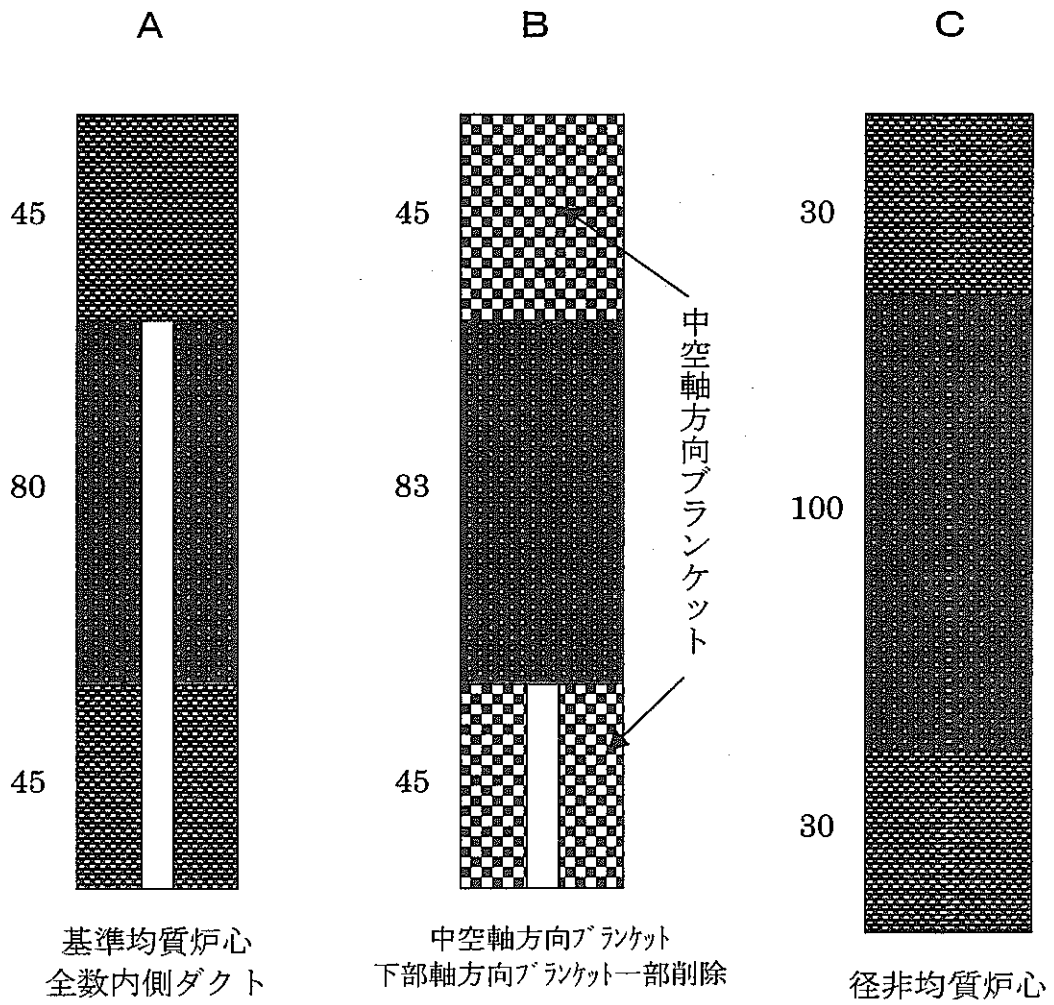 A
B
C
45
80
45
45
83
45
30
100
30
中空軸方向ブランケット
基準均質炉心
全数内側ダクト
中空軸方向ブランケット
下部軸方向ブランケット一部削除
径非均質炉心